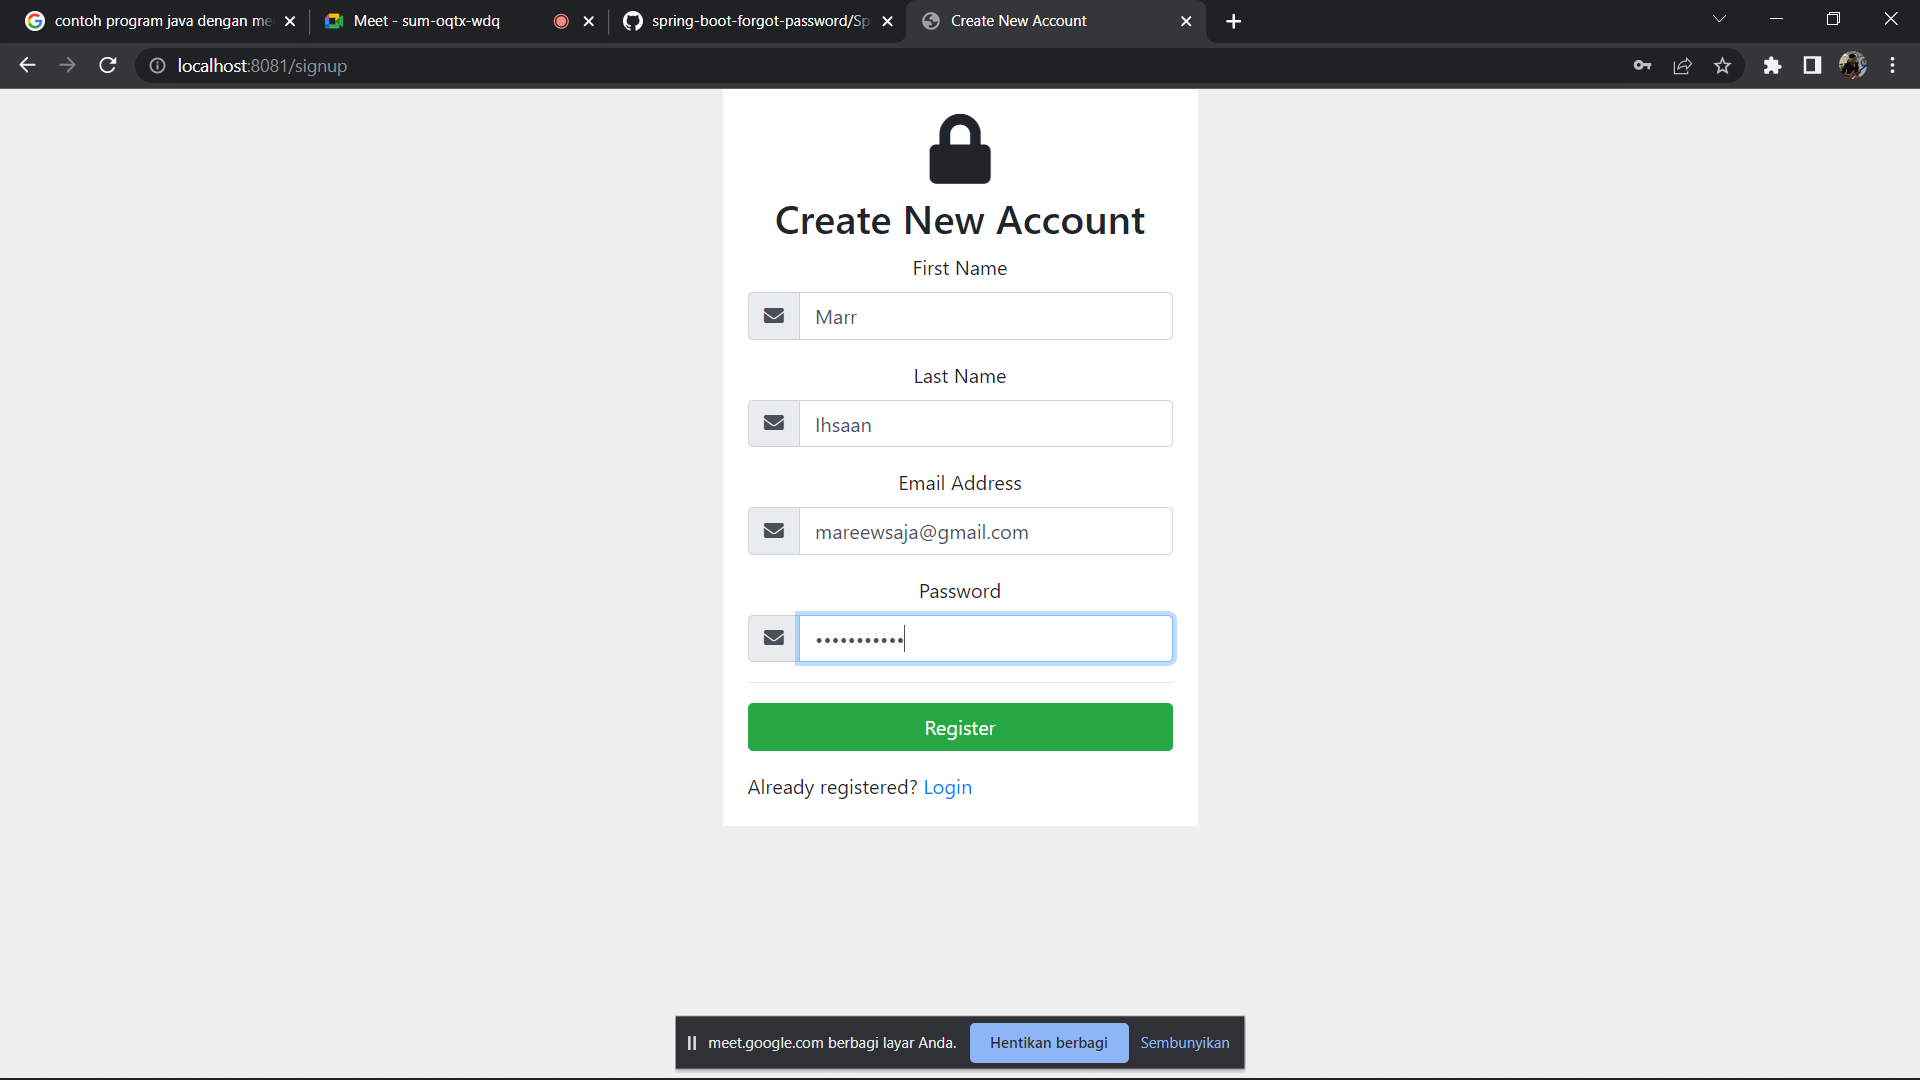 contoh program java dengan me
Meet - sum-oqtx-wdq
spring-boot-forgot-password/Sp
Create New Account
localhost:8081/signup
Create New Account
First Name
Marr
Last Name
Ihsaan
Email Address
mareewsaja@gmail.com
Password
•••••••••••
Register
Already registered? Login
meet.google.com berbagi layar Anda.
Hentikan berbagi
Sembunyikan